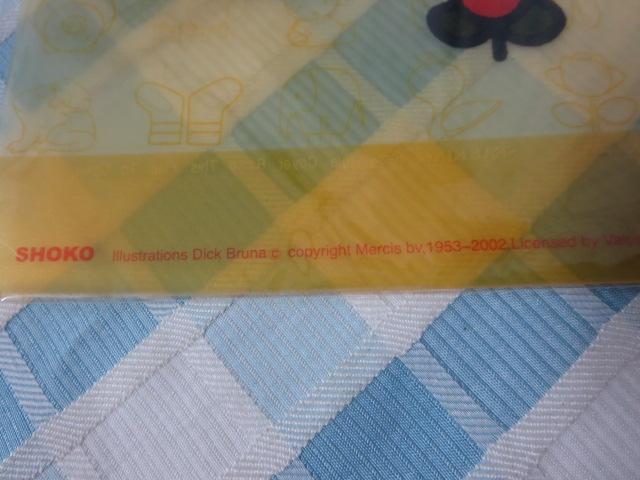 SHOKO Illustrations Dick Bruna c copyright Mercis bv,1953-2002,Licensed by